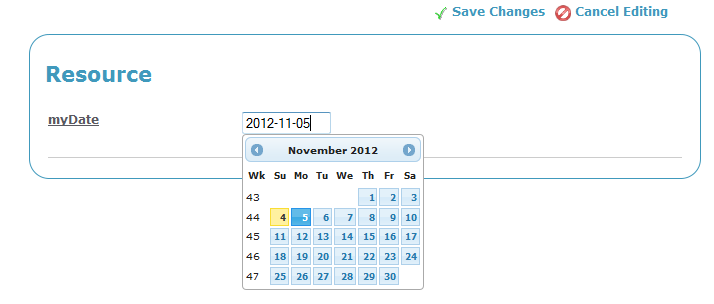 Save Changes Cancel Editing
Resource
myDate 2012-11-05
November 2012
Wk Su Mo Tu We Th Fr Sa
43 1 2 3
44 4 5 6 7 8 9 10
45 11 12 13 14 15 16 17
46 18 19 20 21 22 23 24
47 25 26 27 28 29 30